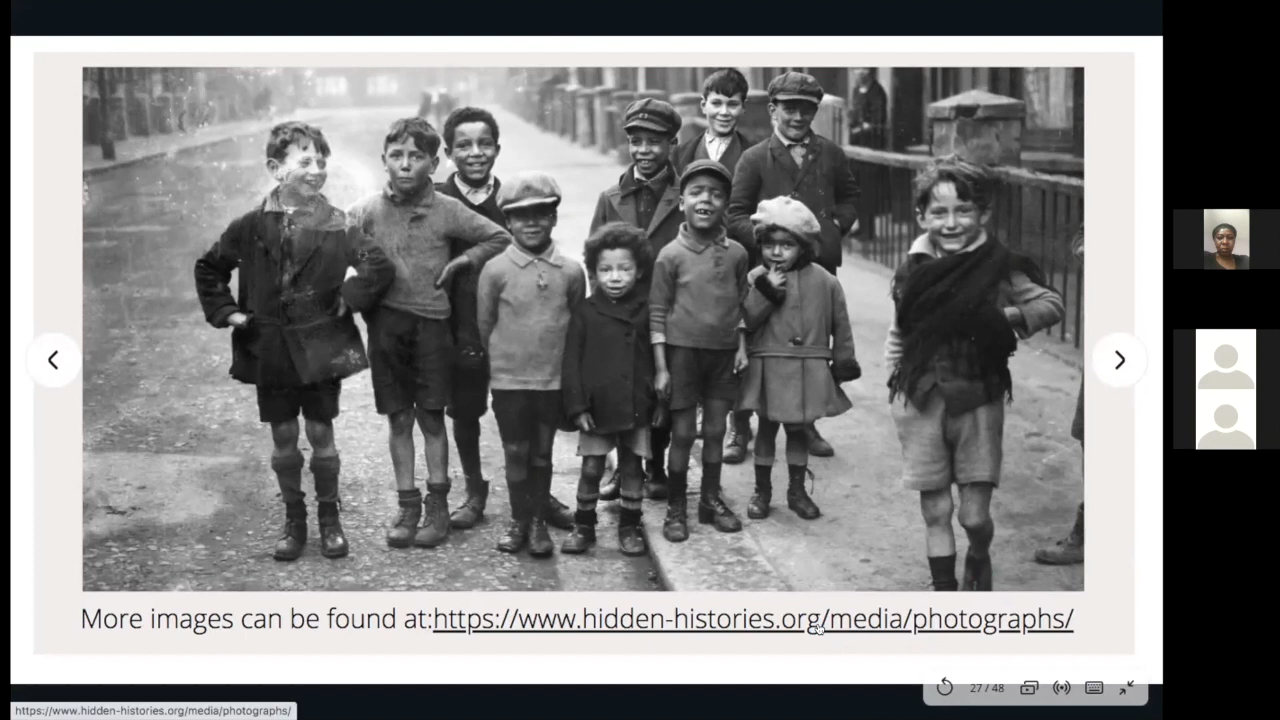 More images can be found at:https://www.hidden-histories.org/media/photographs/
27 / 48
https://www.hidden-histories.org/media/photographs/